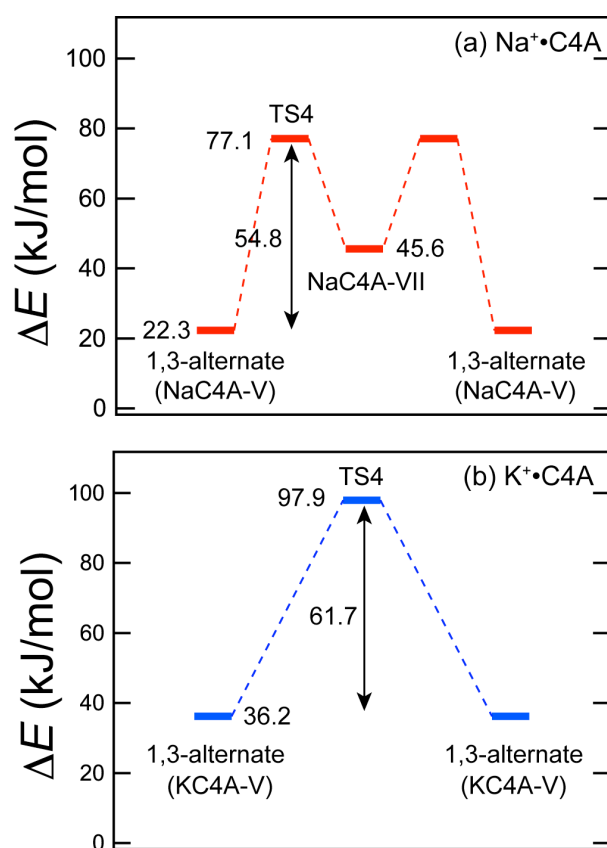 (a) Na⁺•C4A
100
TS4
80
77.1
ΔE (kJ/mol)
60
54.8
45.6
40
NaC4A-VII
22.3
20
1,3-alternate
(NaC4A-V)
1,3-alternate
(NaC4A-V)
0
(b) K⁺•C4A
TS4
100
97.9
80
ΔE (kJ/mol)
61.7
60
40
36.2
1,3-alternate
(KC4A-V)
1,3-alternate
(KC4A-V)
20
0